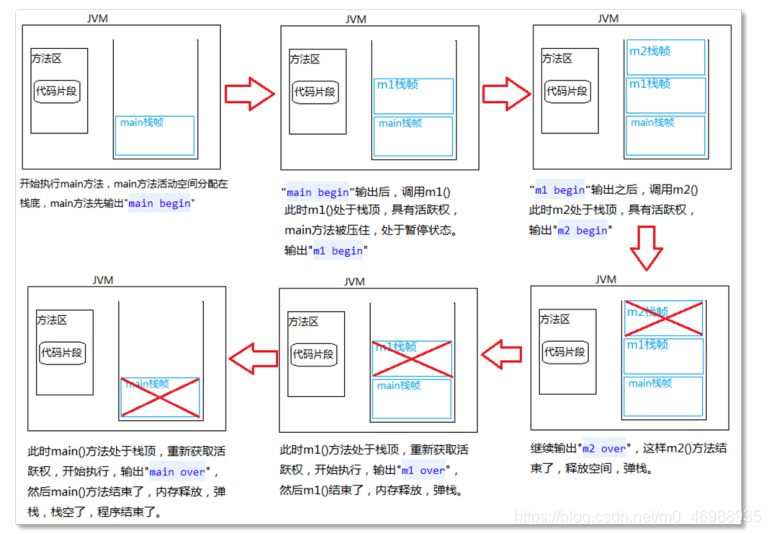 JVM
方法区
代码片段
main栈帧
开始执行main方法，main方法活动空间分配在
栈底，main方法先输出"main begin"
JVM
方法区
代码片段
m1栈帧
main栈帧
"main begin"输出后，调用m1()
此时m1()处于栈顶，具有活跃权，
main方法被压住，处于暂停状态。
输出"m1 begin"
JVM
方法区
代码片段
m2栈帧
m1栈帧
main栈帧
"m1 begin"输出之后，调用m2()
此时m2处于栈顶，具有活跃权，
输出"m2 begin"
JVM
方法区
代码片段
m2栈帧
m1栈帧
main栈帧
继续输出"m2 over"，这样m2()方法结
束了，释放空间，弹栈。
JVM
方法区
代码片段
m1栈帧
main栈帧
此时m1()方法处于栈顶，重新获取活
跃权，开始执行，输出"m1 over"，
然后m1()结束了，内存释放，弹栈。
JVM
方法区
代码片段
main栈帧
此时main()方法处于栈顶，重新获取活
跃权，开始执行，输出"main over"，
然后main()方法结束了，内存释放，弹
栈，栈空了，程序结束了。
https://blog.csdn.net/m0_46988935